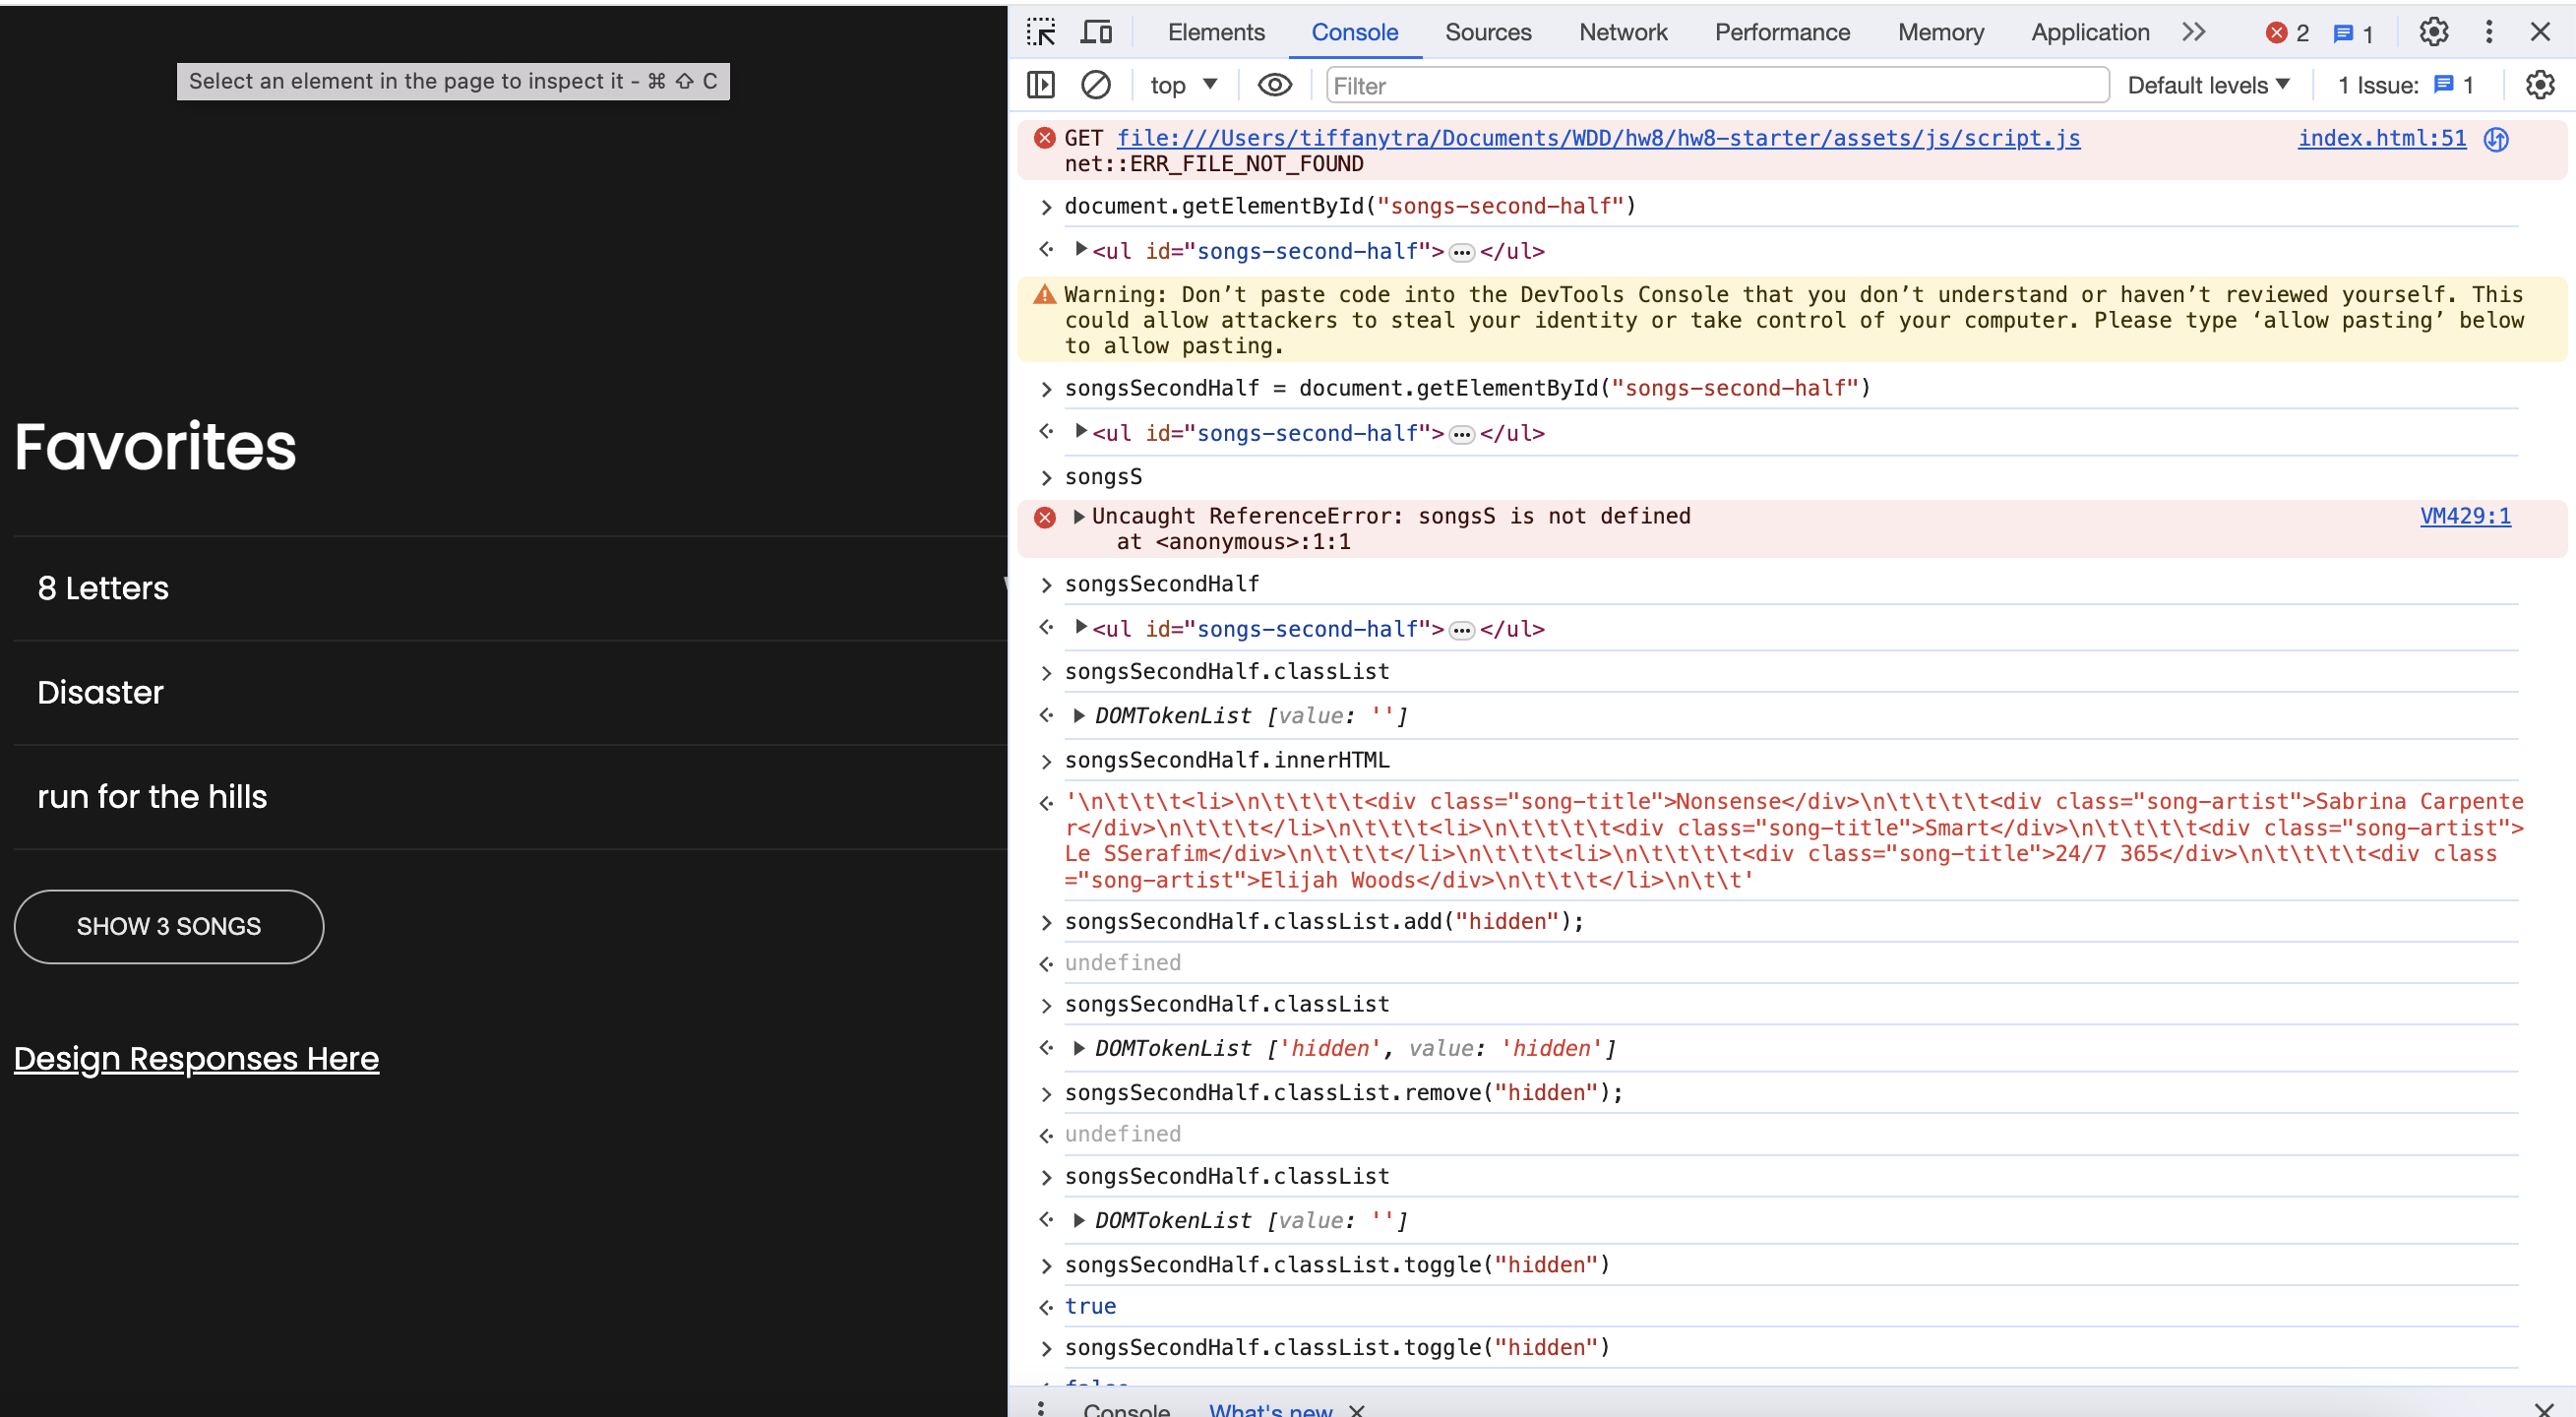 Select an element in the page to inspect it - ⌘ ⇧ C
Favorites
8 Letters
Disaster
run for the hills
SHOW 3 SONGS
Design Responses Here
Elements Console Sources Network Performance Memory Application 2 1
top Filter Default levels 1 Issue: 1
GET file:///Users/tiffanytra/Documents/WDD/hw8/hw8-starter/assets/js/script.js index.html:51
net::ERR_FILE_NOT_FOUND
document.getElementById("songs-second-half")
<ul id="songs-second-half">…</ul>
Warning: Don’t paste code into the DevTools Console that you don’t understand or haven’t reviewed yourself. This
could allow attackers to steal your identity or take control of your computer. Please type ‘allow pasting’ below
to allow pasting.
songsSecondHalf = document.getElementById("songs-second-half")
<ul id="songs-second-half">…</ul>
songsS
Uncaught ReferenceError: songsS is not defined VM429:1
at <anonymous>:1:1
songsSecondHalf
<ul id="songs-second-half">…</ul>
songsSecondHalf.classList
DOMTokenList [value: '']
songsSecondHalf.innerHTML
'\n\t\t\t<li>\n\t\t\t\t<div class="song-title">Nonsense</div>\n\t\t\t\t<div class="song-artist">Sabrina Carpente
r</div>\n\t\t\t</li>\n\t\t\t<li>\n\t\t\t\t<div class="song-title">Smart</div>\n\t\t\t\t<div class="song-artist">
Le SSerafim</div>\n\t\t\t</li>\n\t\t\t<li>\n\t\t\t\t<div class="song-title">24/7 365</div>\n\t\t\t\t<div class
="song-artist">Elijah Woods</div>\n\t\t\t</li>\n\t\t'
songsSecondHalf.classList.add("hidden");
undefined
songsSecondHalf.classList
DOMTokenList ['hidden', value: 'hidden']
songsSecondHalf.classList.remove("hidden");
undefined
songsSecondHalf.classList
DOMTokenList [value: '']
songsSecondHalf.classList.toggle("hidden")
true
songsSecondHalf.classList.toggle("hidden")
false
Console What's new